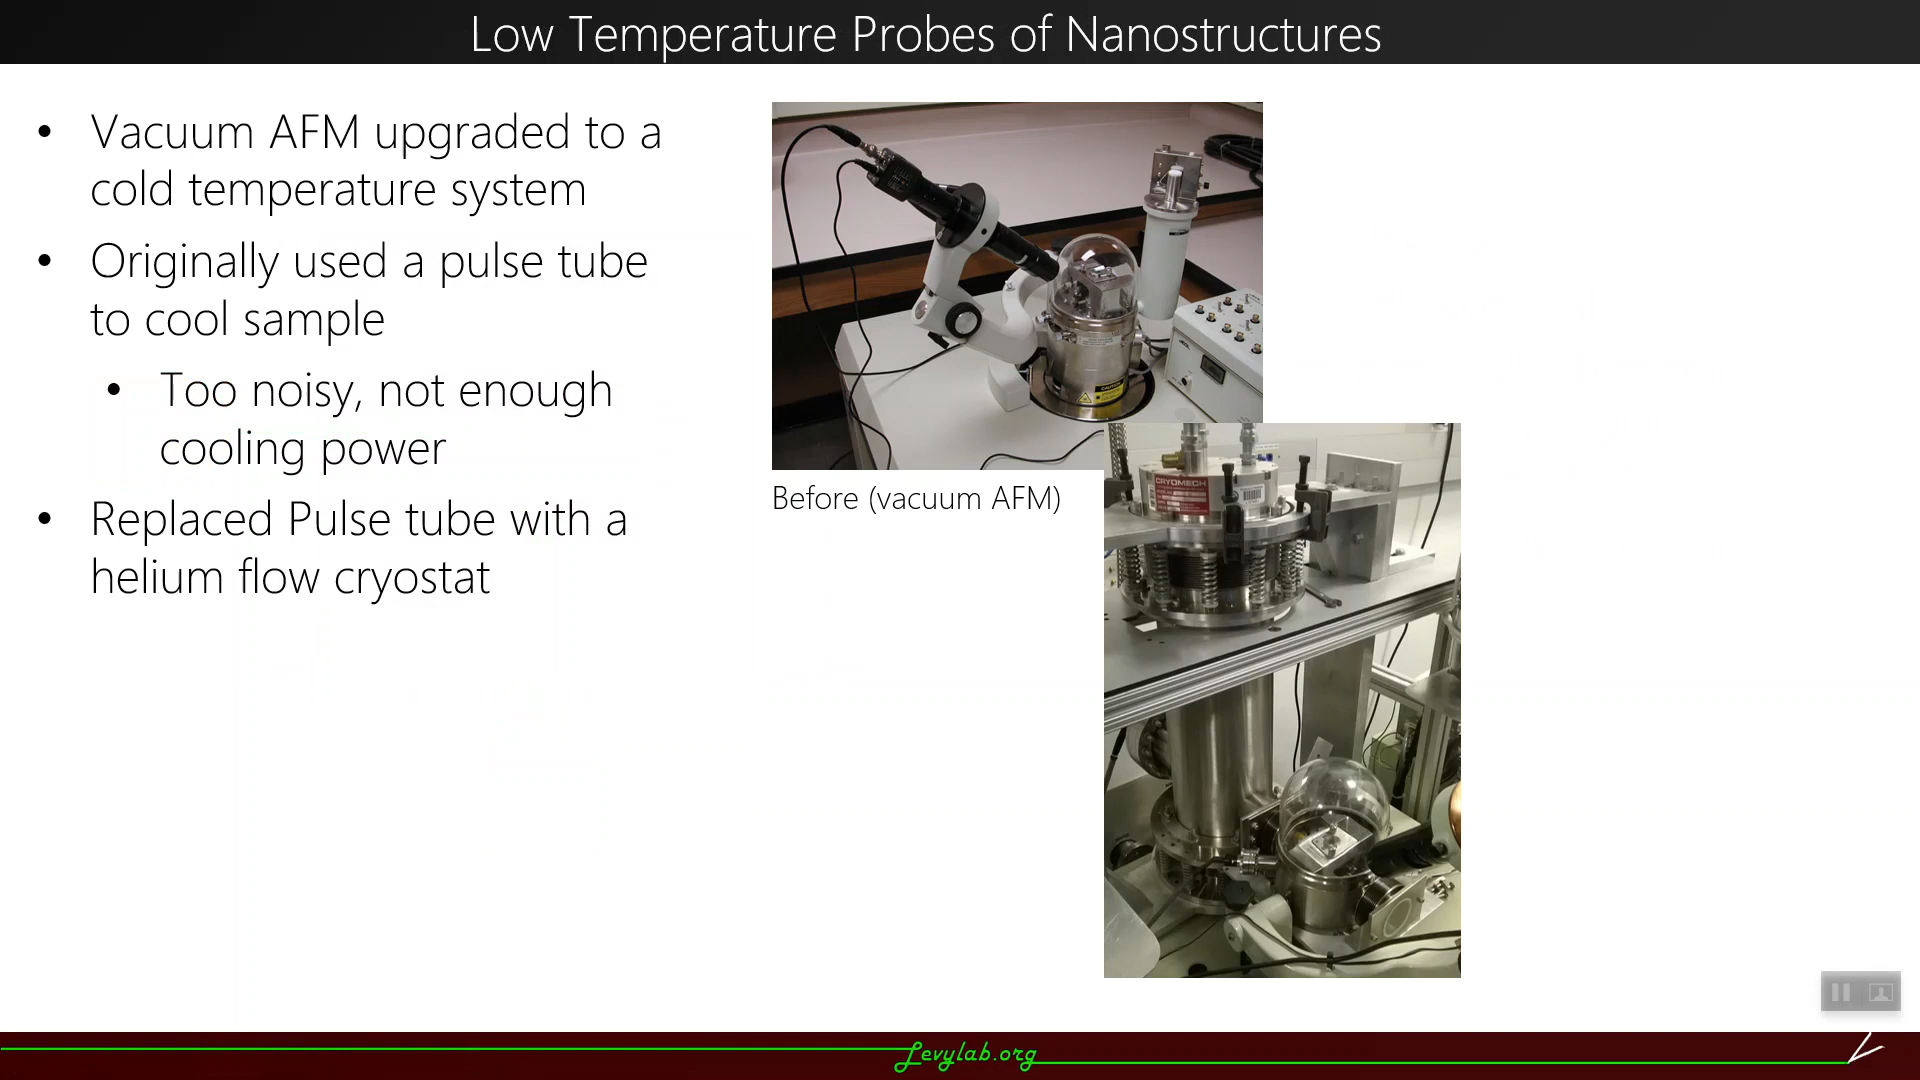 Low Temperature Probes of Nanostructures
• Vacuum AFM upgraded to a
cold temperature system
• Originally used a pulse tube
to cool sample
• Too noisy, not enough
cooling power
• Replaced Pulse tube with a
helium flow cryostat
Before (vacuum AFM)
CAUTION
CRYOMECH
Levylab.org